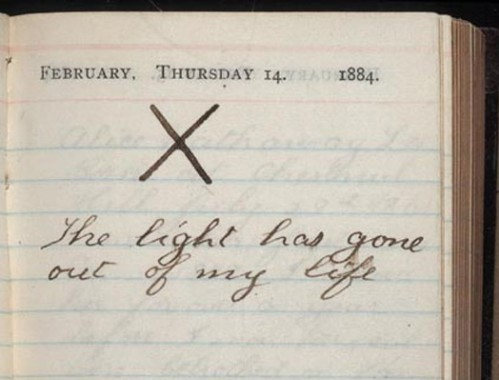 FEBRUARY, THURSDAY 14. 1884.
X
The light has gone
out of my life